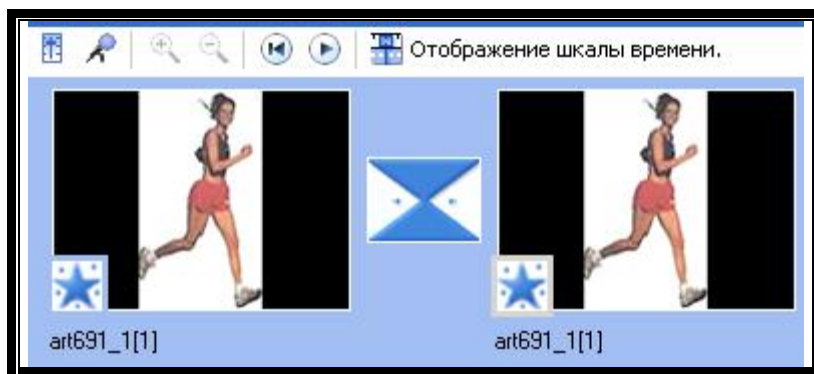 Отображение шкалы времени.
art691_1[1] art691_1[1]